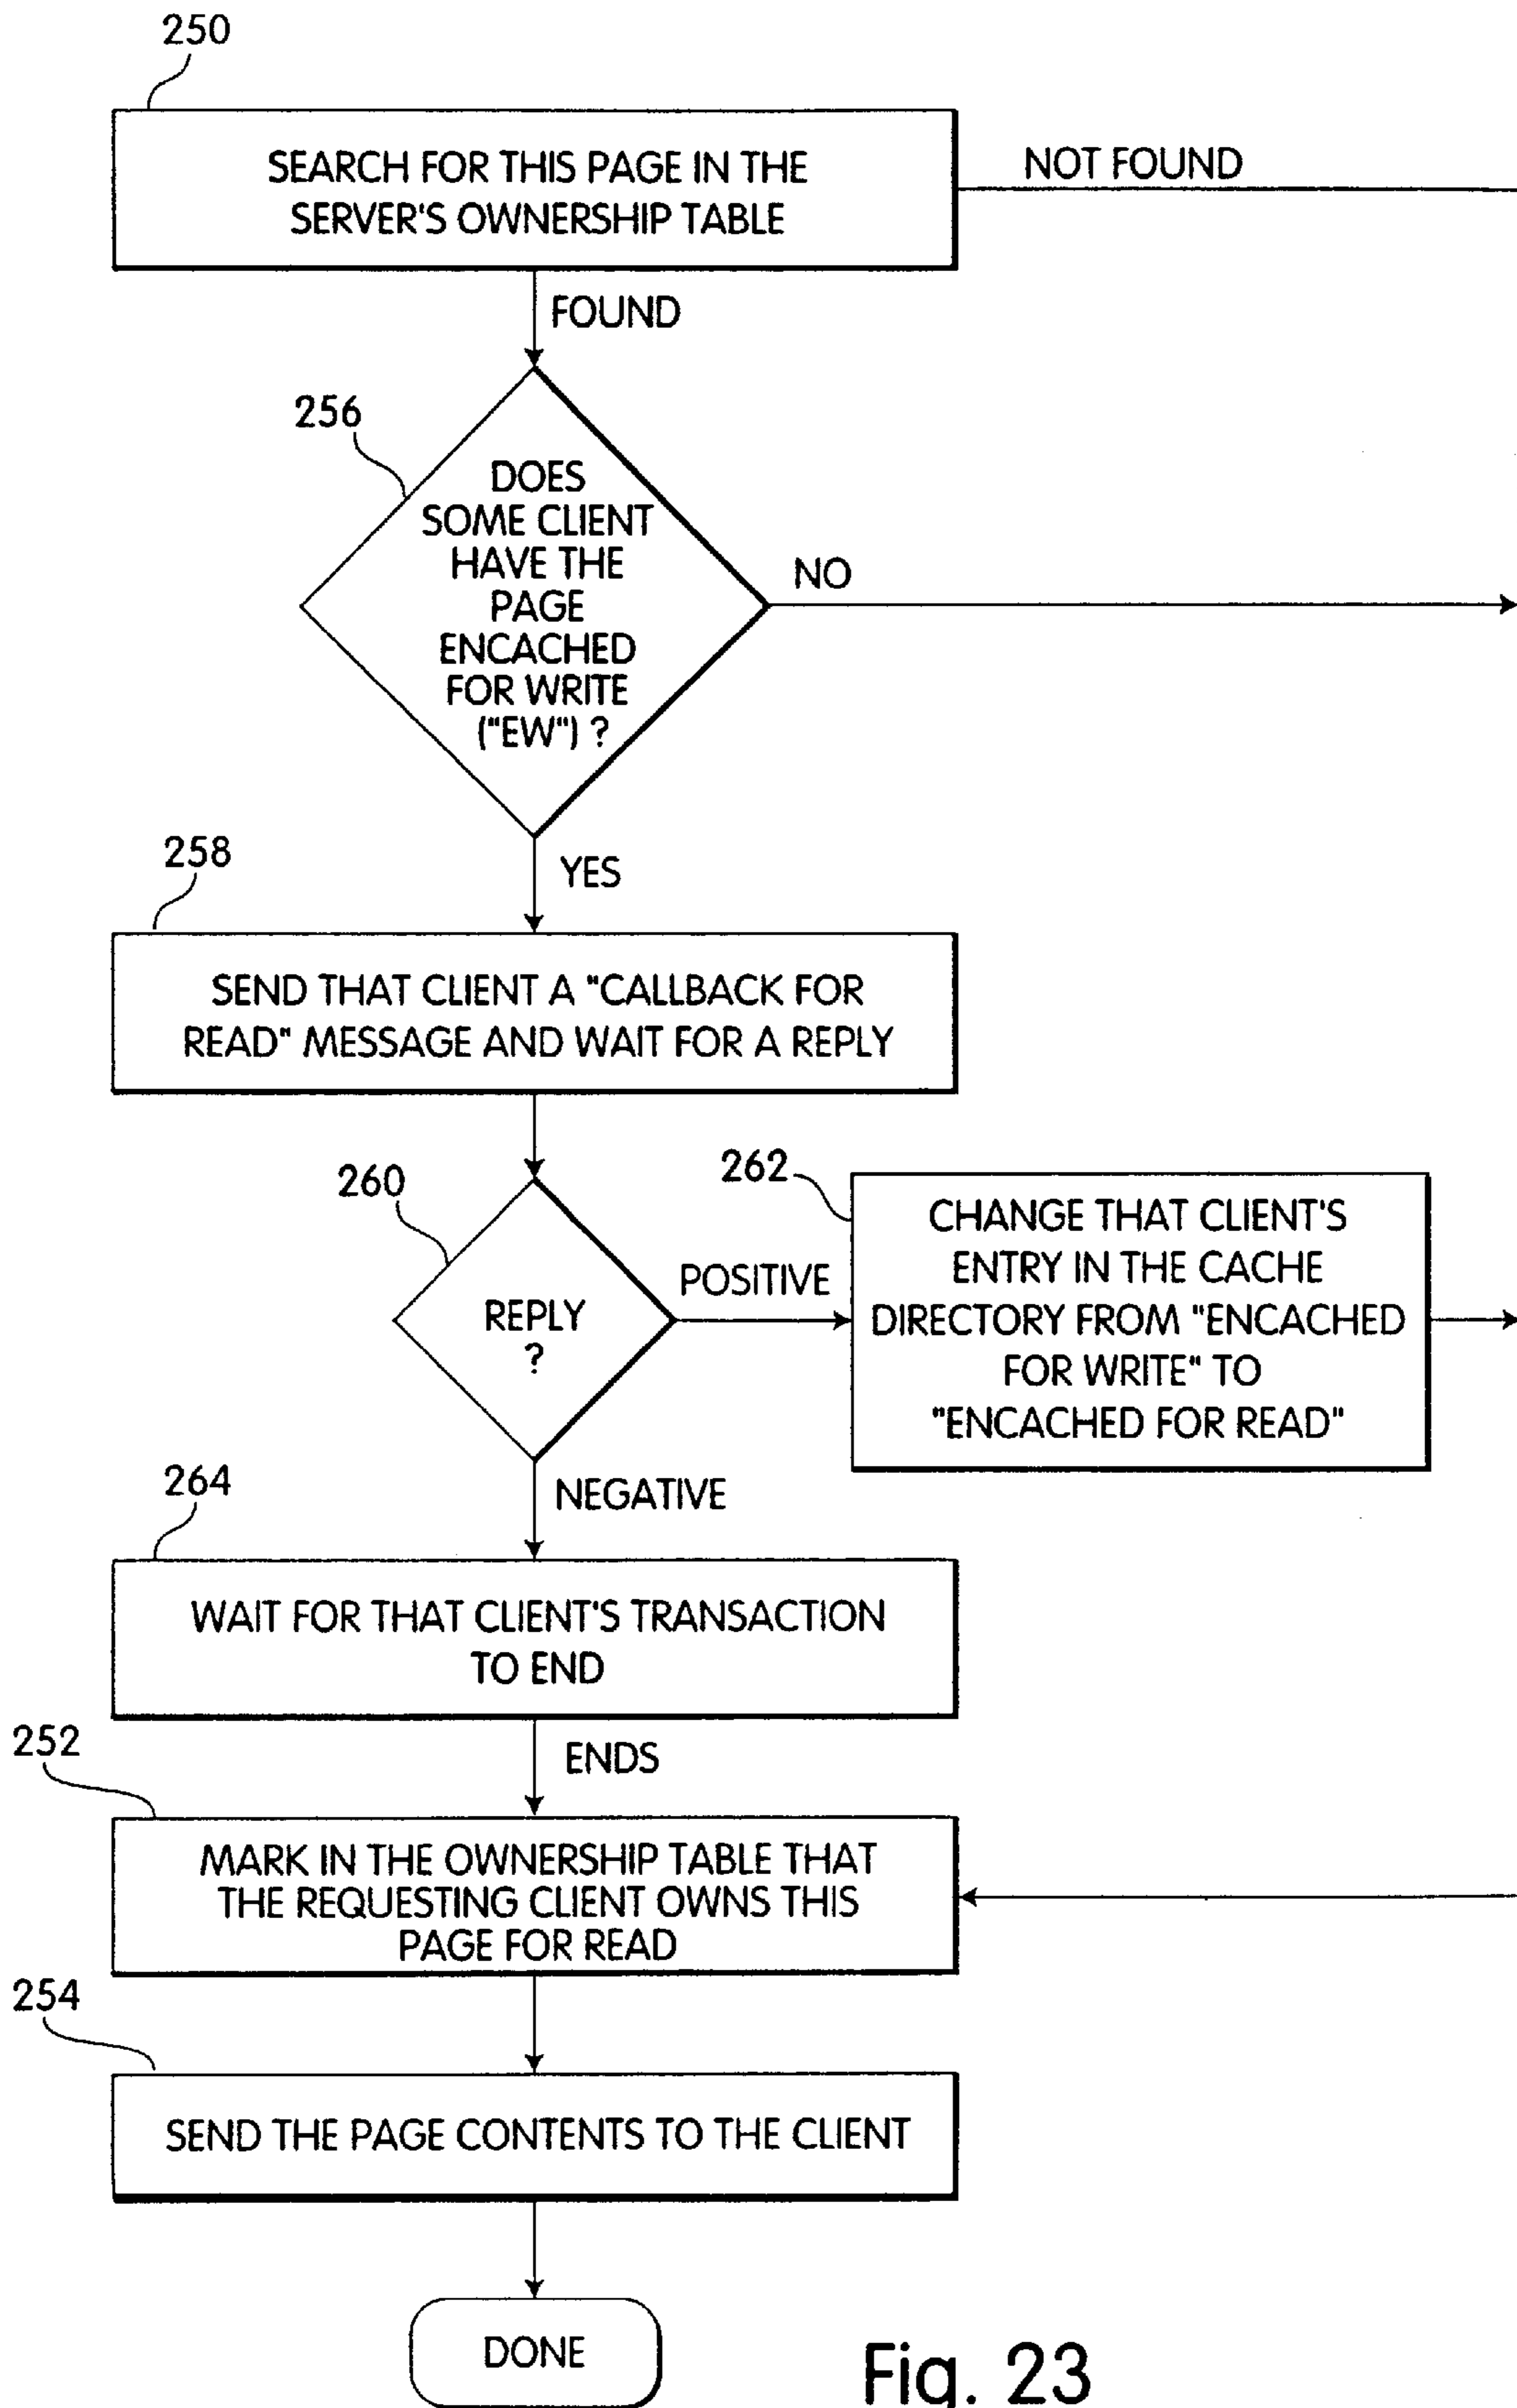 250
SEARCH FOR THIS PAGE IN THE
SERVER'S OWNERSHIP TABLE
NOT FOUND
FOUND
256
DOES
SOME CLIENT
HAVE THE
PAGE
ENCACHED
FOR WRITE
("EW") ?
NO
YES
258
SEND THAT CLIENT A "CALLBACK FOR
READ" MESSAGE AND WAIT FOR A REPLY
260
REPLY
?
POSITIVE
262
CHANGE THAT CLIENT'S
ENTRY IN THE CACHE
DIRECTORY FROM "ENCACHED
FOR WRITE" TO
"ENCACHED FOR READ"
NEGATIVE
264
WAIT FOR THAT CLIENT'S TRANSACTION
TO END
ENDS
252
MARK IN THE OWNERSHIP TABLE THAT
THE REQUESTING CLIENT OWNS THIS
PAGE FOR READ
254
SEND THE PAGE CONTENTS TO THE CLIENT
DONE
Fig. 23